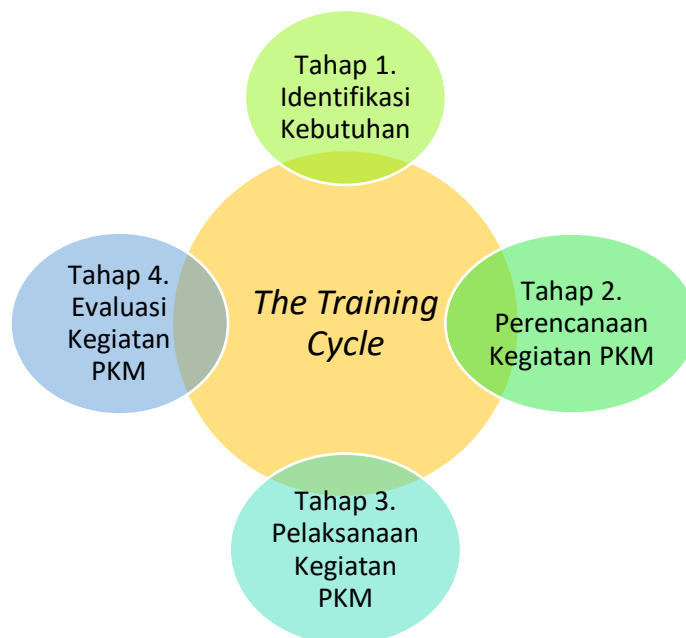 Tahap 1.
Identifikasi
Kebutuhan
The Training
Cycle
Tahap 2.
Perencanaan
Kegiatan PKM
Tahap 3.
Pelaksanaan
Kegiatan
PKM
Tahap 4.
Evaluasi
Kegiatan
PKM